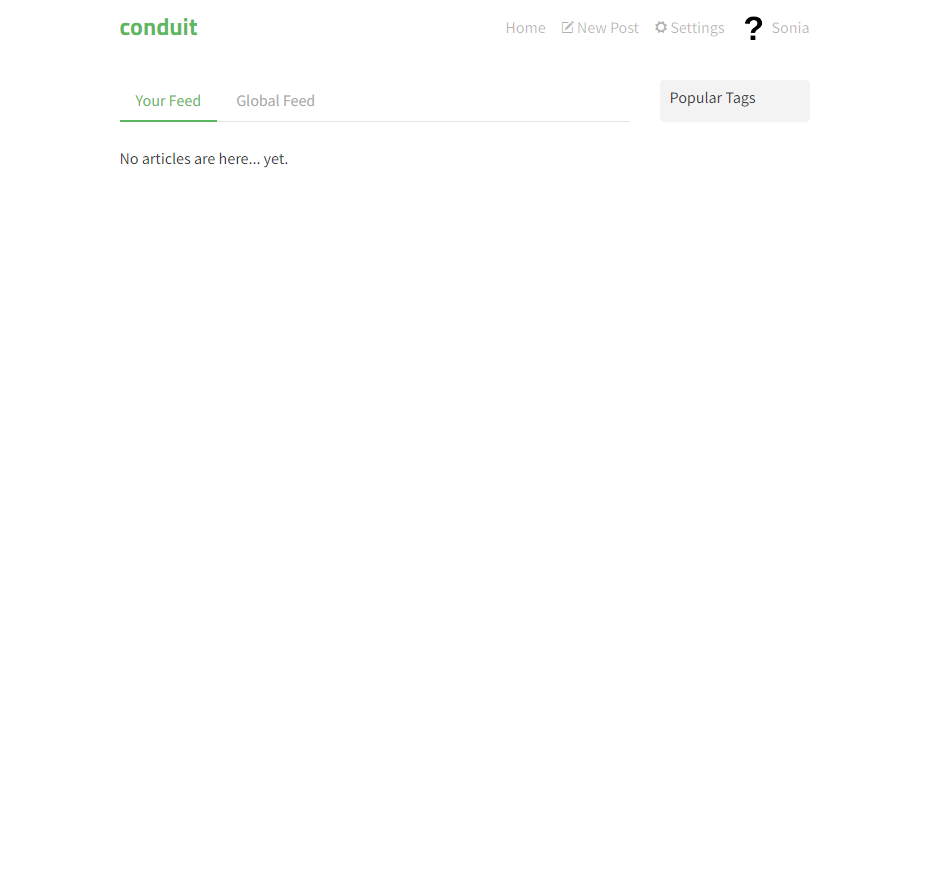 conduit
Home New Post Settings ? Sonia
Your Feed Global Feed
Popular Tags
No articles are here... yet.